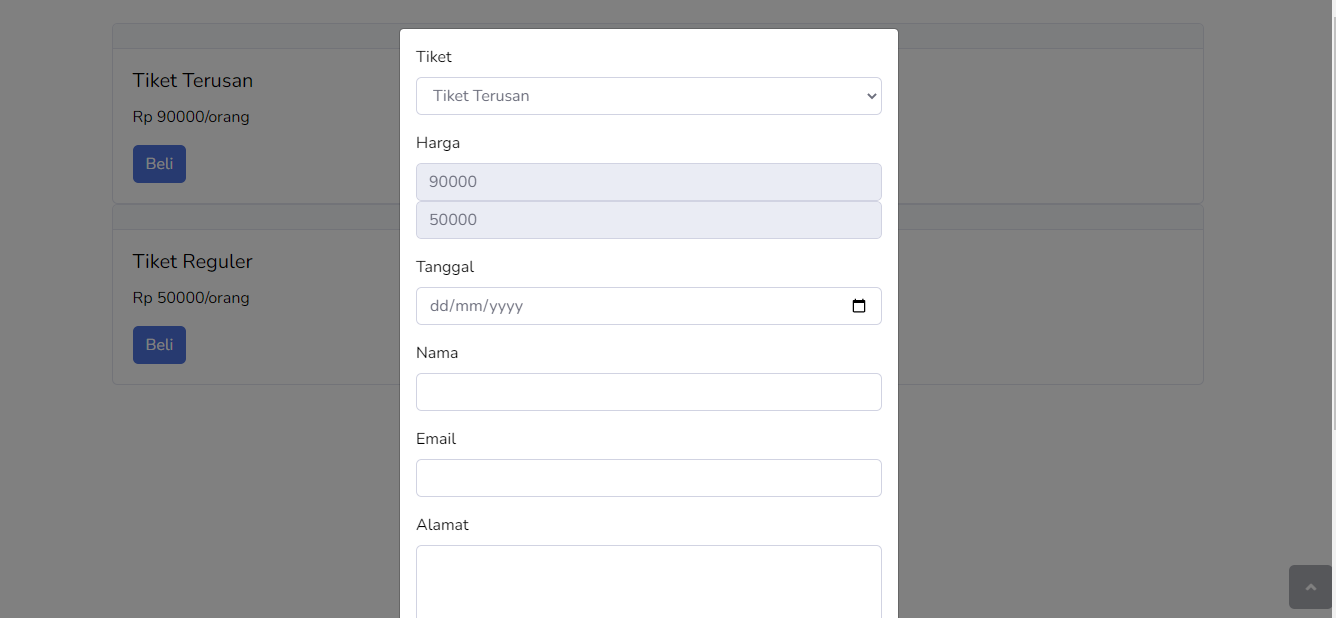 Tiket Terusan
Rp 90000/orang
Beli
Tiket Reguler
Rp 50000/orang
Beli
Tiket
Tiket Terusan
Harga
90000
50000
Tanggal
dd/mm/yyyy
Nama
Email
Alamat